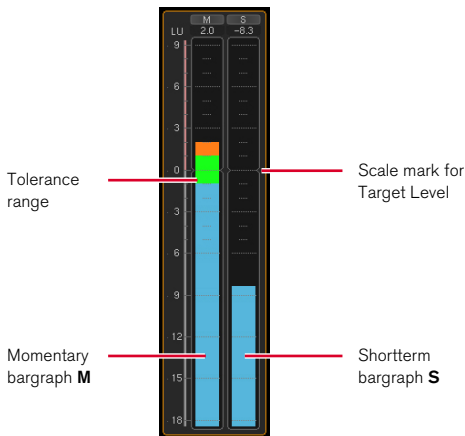 M S
LU 2.0 -8.3
9
6
3
Tolerance
range
0
Scale mark for
Target Level
3
6
9
12
Momentary
bargraph M
Shortterm
bargraph S
15
18